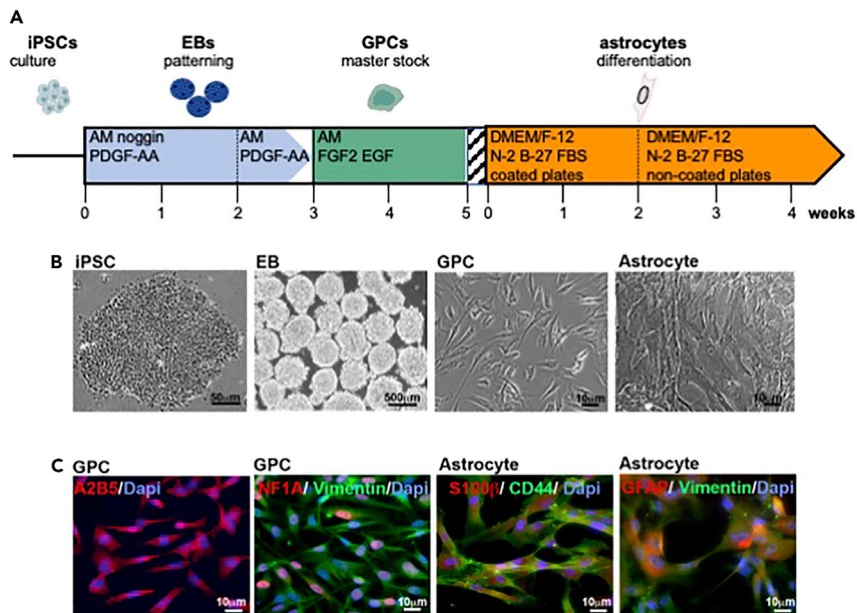 A
iPSCs
culture
EBs
patterning
GPCs
master stock
astrocytes
differentiation
AM noggin
PDGF-AA
AM
PDGF-AA
AM
FGF2 EGF
DMEM/F-12
N-2 B-27 FBS
coated plates
DMEM/F-12
N-2 B-27 FBS
non-coated plates
0 1 2 3 4 5 0 1 2 3 4 weeks
B
iPSC
EB
GPC
Astrocyte
50µm
500µm
10µm
10µm
C
GPC
GPC
Astrocyte
Astrocyte
A2B5/Dapi
NF1A/ Vimentin/Dapi
S100β/ CD44/ Dapi
GFAP/ Vimentin/Dapi
10µm
10µm
10µm
10µm